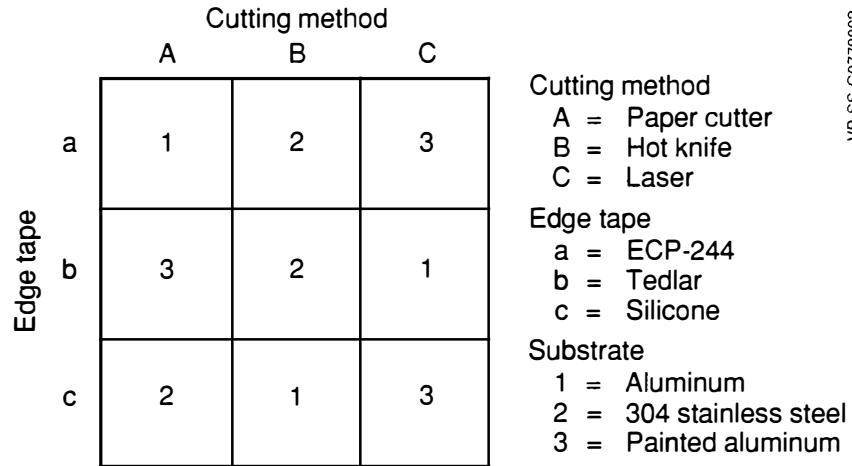 Cutting method
A B C
a 1 2 3
b 3 2 1
c 2 1 3
Edge tape
Cutting method
A = Paper cutter
B = Hot knife
C = Laser
Edge tape
a = ECP-244
b = Tedlar
c = Silicone
Substrate
1 = Aluminum
2 = 304 stainless steel
3 = Painted aluminum